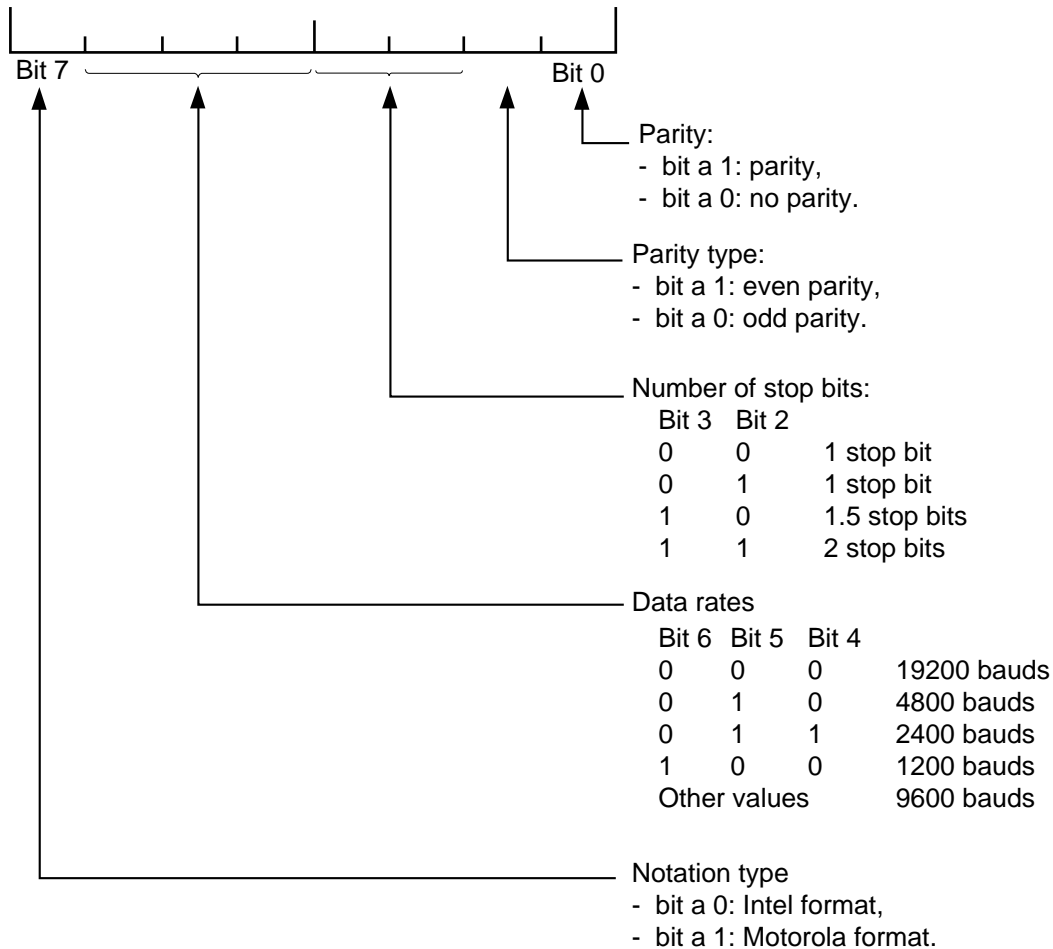 Bit 7 Bit 0
Parity:
- bit a 1: parity,
- bit a 0: no parity.
Parity type:
- bit a 1: even parity,
- bit a 0: odd parity.
Number of stop bits:
Bit 3 Bit 2
0 0 1 stop bit
0 1 1 stop bit
1 0 1.5 stop bits
1 1 2 stop bits
Data rates
Bit 6 Bit 5 Bit 4
0 0 0 19200 bauds
0 1 0 4800 bauds
0 1 1 2400 bauds
1 0 0 1200 bauds
Other values 9600 bauds
Notation type
- bit a 0: Intel format,
- bit a 1: Motorola format.